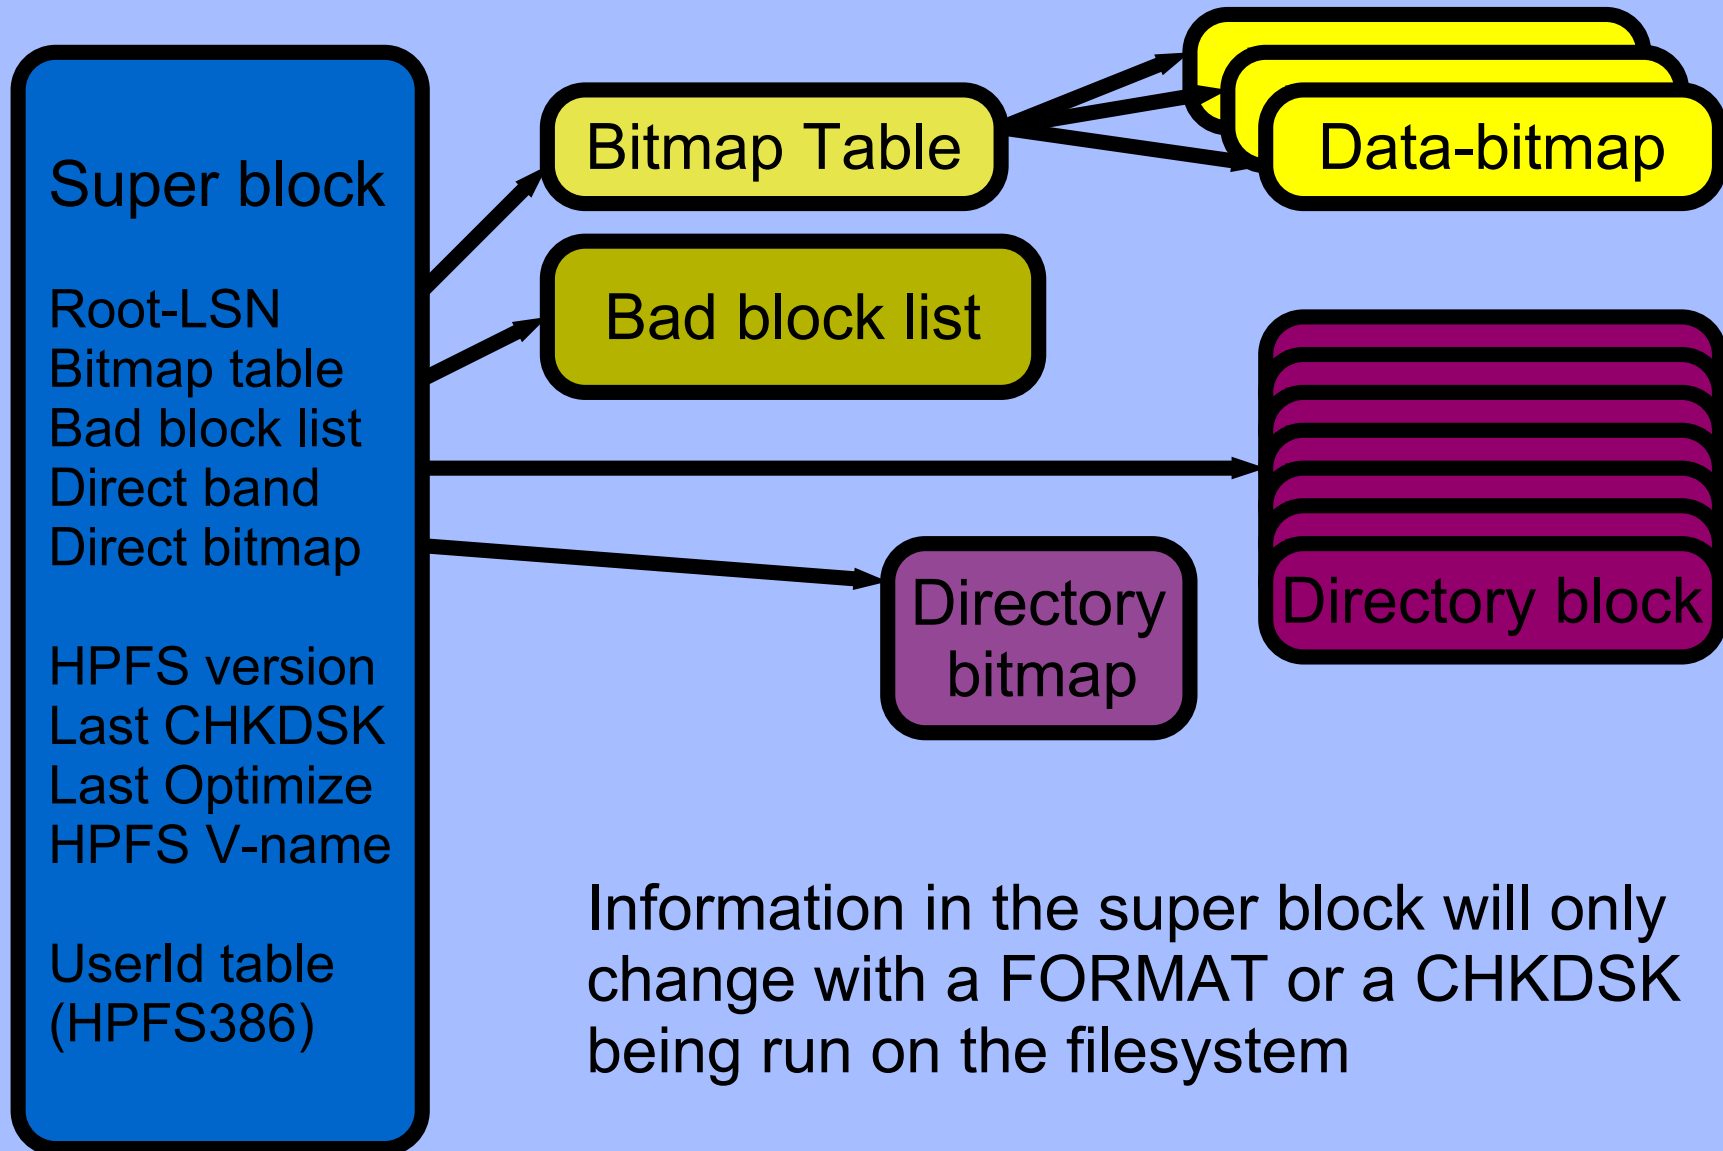 Super block
Root-LSN
Bitmap table
Bad block list
Direct band
Direct bitmap
HPFS version
Last CHKDSK
Last Optimize
HPFS V-name
UserId table
(HPFS386)
Bitmap Table
Data-bitmap
Bad block list
Directory block
Directory
bitmap
Information in the super block will only
change with a FORMAT or a CHKDSK
being run on the filesystem